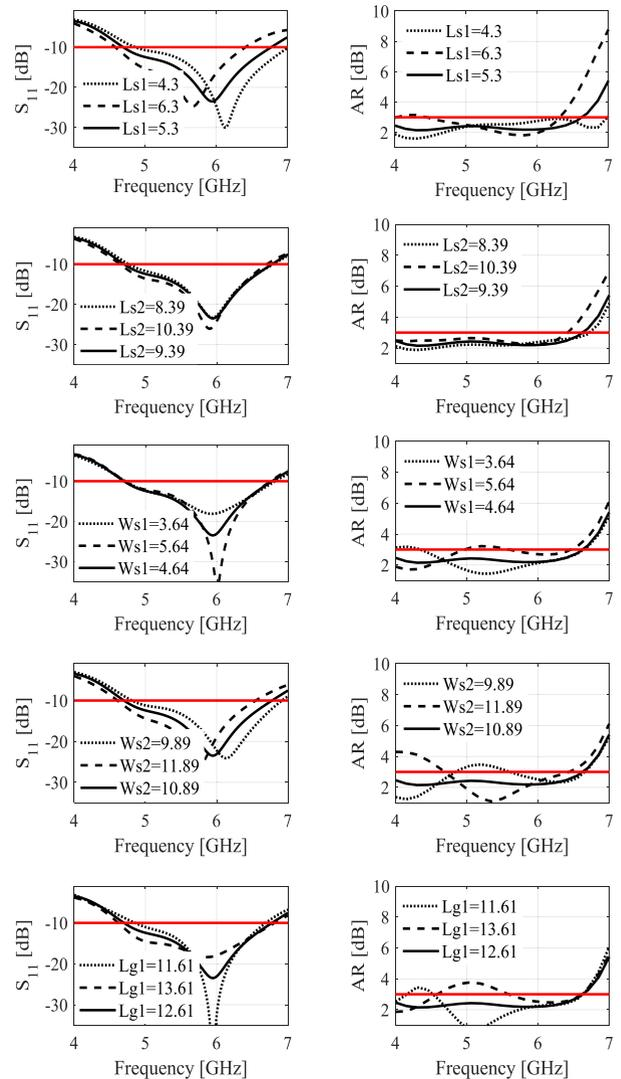 S11 [dB]
-10
-20
-30
Ls1=4.3
Ls1=6.3
Ls1=5.3
4 5 6 7
Frequency [GHz]
AR [dB]
10
8
6
4
2
Ls1=4.3
Ls1=6.3
Ls1=5.3
4 5 6 7
Frequency [GHz]
S11 [dB]
-10
-20
-30
Ls2=8.39
Ls2=10.39
Ls2=9.39
4 5 6 7
Frequency [GHz]
AR [dB]
10
8
6
4
2
Ls2=8.39
Ls2=10.39
Ls2=9.39
4 5 6 7
Frequency [GHz]
S11 [dB]
-10
-20
-30
Ws1=3.64
Ws1=5.64
Ws1=4.64
4 5 6 7
Frequency [GHz]
AR [dB]
10
8
6
4
2
Ws1=3.64
Ws1=5.64
Ws1=4.64
4 5 6 7
Frequency [GHz]
S11 [dB]
-10
-20
-30
Ws2=9.89
Ws2=11.89
Ws2=10.89
4 5 6 7
Frequency [GHz]
AR [dB]
10
8
6
4
2
Ws2=9.89
Ws2=11.89
Ws2=10.89
4 5 6 7
Frequency [GHz]
S11 [dB]
-10
-20
-30
Lg1=11.61
Lg1=13.61
Lg1=12.61
4 5 6 7
Frequency [GHz]
AR [dB]
10
8
6
4
2
Lg1=11.61
Lg1=13.61
Lg1=12.61
4 5 6 7
Frequency [GHz]